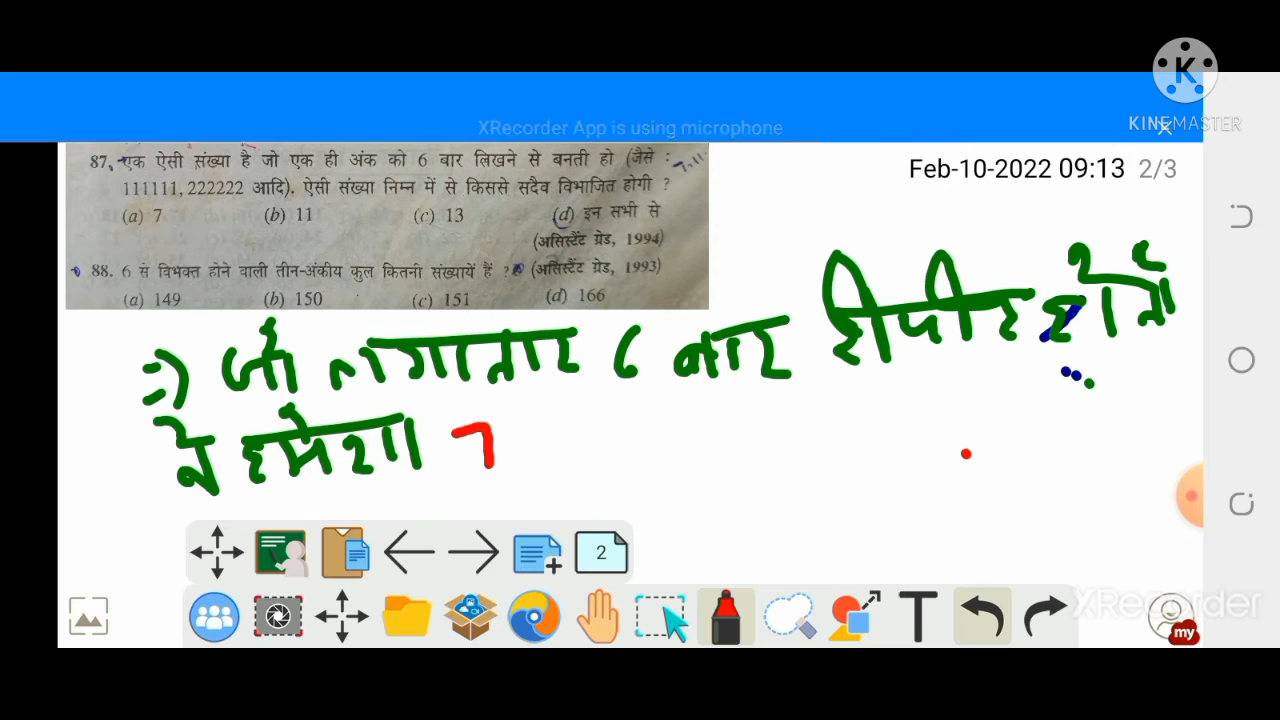 K
KINEMASTER
XRecorder App is using microphone
Feb-10-2022 09:13 2/3
87. एक ऐसी संख्या है जो एक ही अंक को 6 बार लिखने से बनती हो (जैसे :
111111, 222222 आदि). ऐसी संख्या निम्न में से किससे सदैव विभाजित होगी ?
(a) 7 (b) 11 (c) 13 (d) इन सभी से
(असिस्टैंट ग्रेड, 1994)
88. 6 से विभक्त होने वाली तीन-अंकीय कुल कितनी संख्यायें हैं ? (असिस्टैंट ग्रेड, 1993)
(a) 149 (b) 150 (c) 151 (d) 166
=) जो लगातार 6 बार रीपीट हो तो
वे हमेशा 7
2
T
XRecorder
my